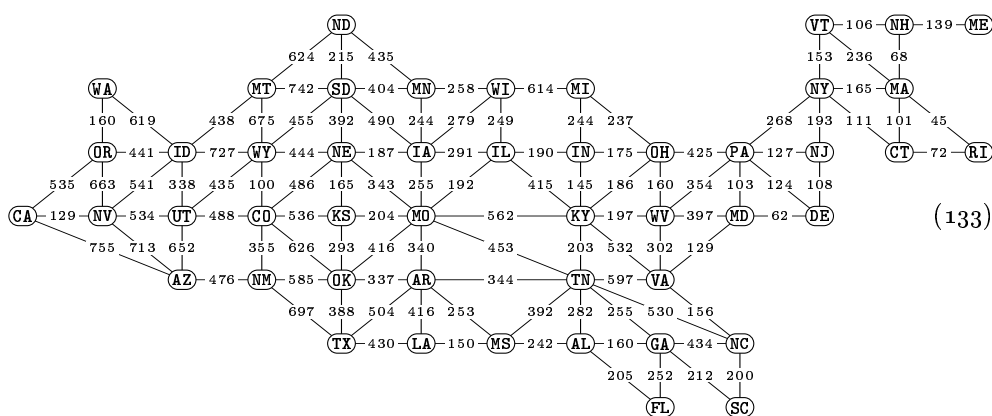 ND VT 106 NH 139 ME
624 215 435 153 236 68
WA MT 742 SD 404 MN 258 WI 614 MI NY 165 MA
160 619 438 675 455 392 490 244 279 249 244 237 268 193 111 101 45
OR 441 ID 727 WY 444 NE 187 IA 291 IL 190 IN 175 OH 425 PA 127 NJ CT 72 RI
535 663 541 338 435 100 486 165 343 255 192 415 145 186 160 354 103 124 108
CA 129 NV 534 UT 488 CO 536 KS 204 MO 562 KY 197 WV 397 MD 62 DE (133)
755 713 652 355 626 293 416 340 453 203 532 302 129
AZ 476 NM 585 OK 337 AR 344 TN 597 VA
697 388 504 416 253 392 282 255 530 156
TX 430 LA 150 MS 242 AL 160 GA 434 NC
205 252 212 200
FL SC